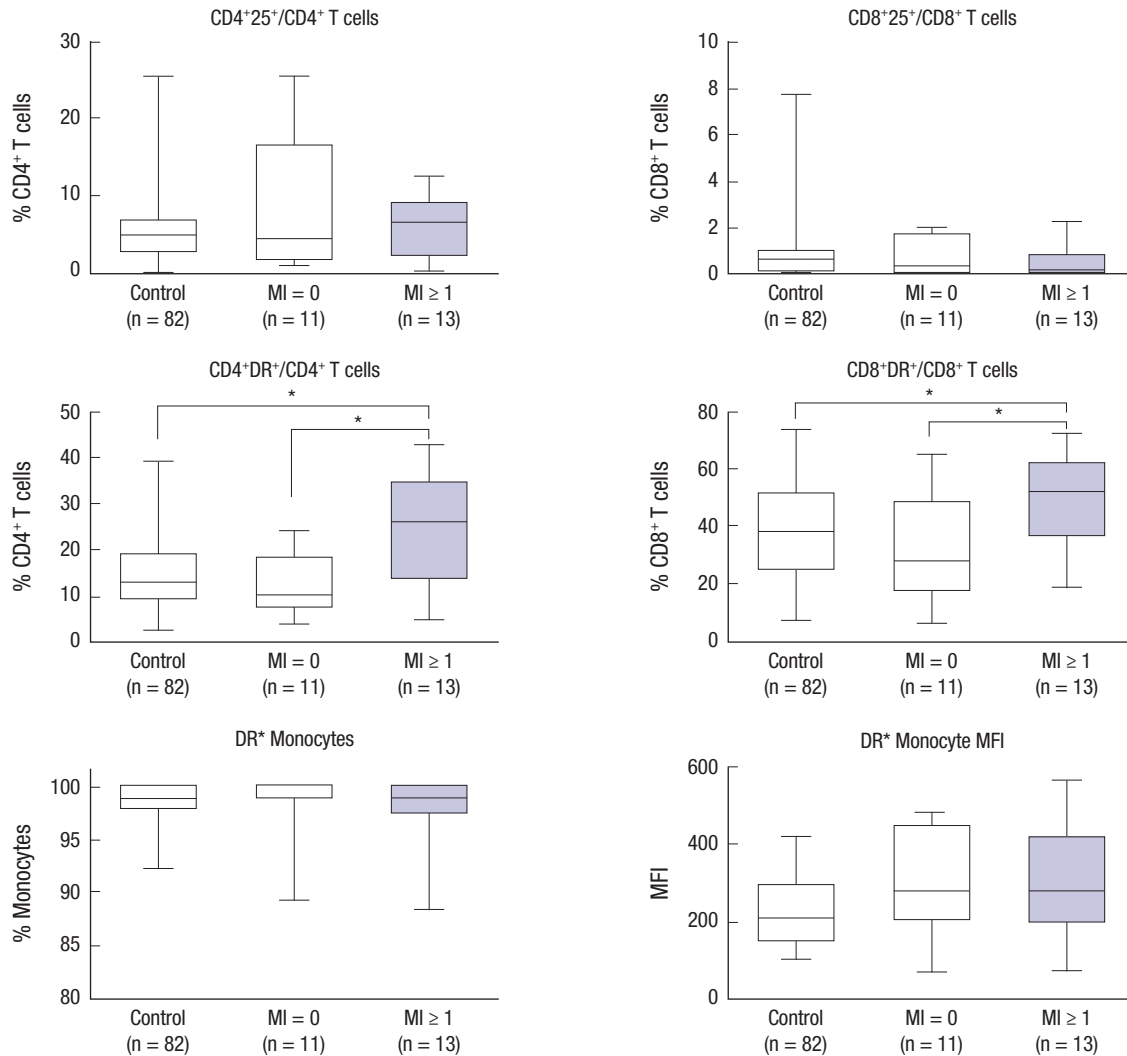 CD4⁺25⁺/CD4⁺ T cells
% CD4⁺ T cells
30
20
10
0
Control
(n = 82)
MI = 0
(n = 11)
MI ≥ 1
(n = 13)
CD8⁺25⁺/CD8⁺ T cells
% CD8⁺ T cells
10
8
6
4
2
0
Control
(n = 82)
MI = 0
(n = 11)
MI ≥ 1
(n = 13)
CD4⁺DR⁺/CD4⁺ T cells
% CD4⁺ T cells
50
40
30
20
10
0
*
*
Control
(n = 82)
MI = 0
(n = 11)
MI ≥ 1
(n = 13)
CD8⁺DR⁺/CD8⁺ T cells
% CD8⁺ T cells
80
60
40
20
0
*
*
Control
(n = 82)
MI = 0
(n = 11)
MI ≥ 1
(n = 13)
DR* Monocytes
% Monocytes
100
95
90
85
80
Control
(n = 82)
MI = 0
(n = 11)
MI ≥ 1
(n = 13)
DR* Monocyte MFI
MFI
600
400
200
0
Control
(n = 82)
MI = 0
(n = 11)
MI ≥ 1
(n = 13)